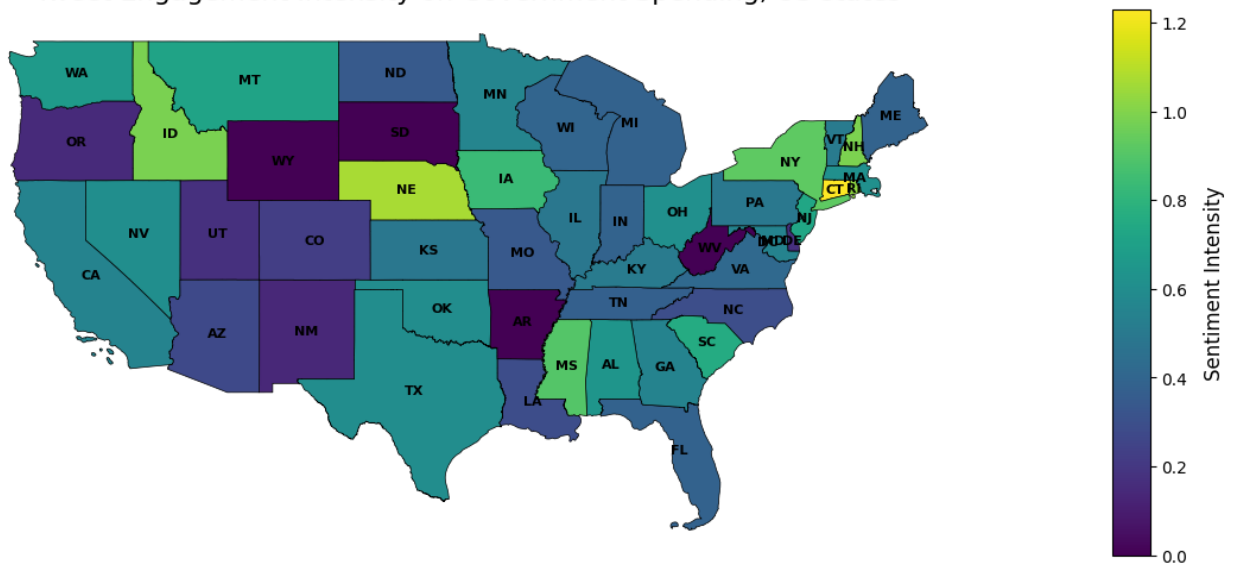 WA
MT
ND
MN
ME
OR
ID
SD
WI
MI
VT
NH
WY
NE
IA
NY
MA
CT RI
NV
UT
CO
KS
MO
IL
IN
OH
PA
NJ
CA
WV
DC
MD
DE
KY
VA
AZ
NM
OK
AR
TN
NC
TX
LA
MS
AL
GA
SC
FL
1.2
1.0
0.8
0.6
0.4
0.2
0.0
Sentiment Intensity